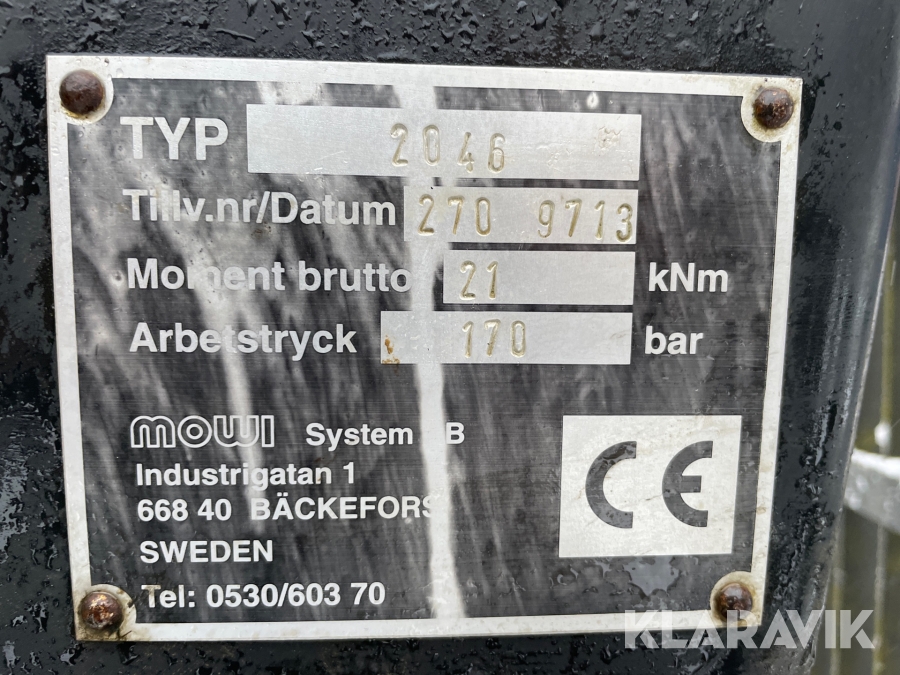 TYP 2046
Tillv.nr/Datum 270 9713
Moment brutto 21 kNm
Arbetstryck 170 bar
mowi System AB
Industrigatan 1
668 40 BÄCKEFORS
SWEDEN
Tel: 0530/603 70
CE
KLARAVIK